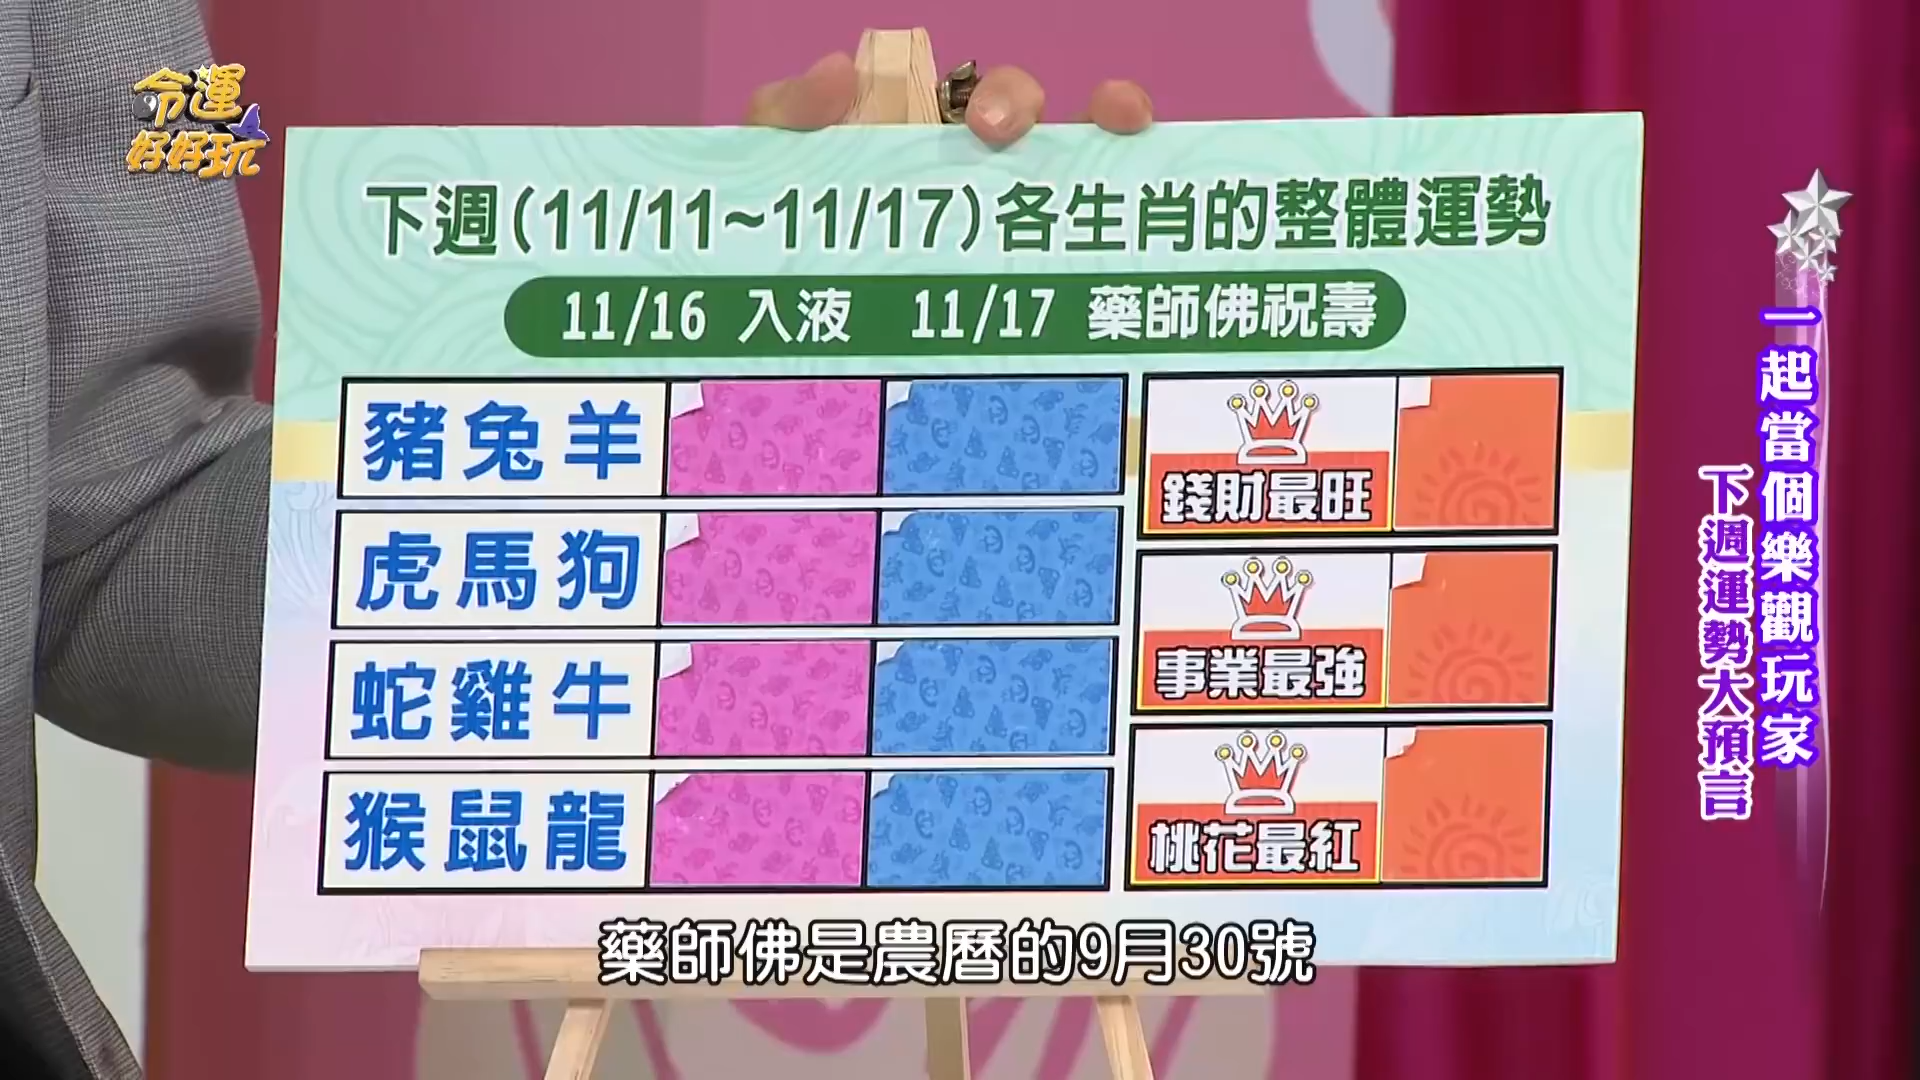 命運
好好玩
下週(11/11~11/17)各生肖的整體運勢
11/16 入液 11/17 藥師佛祝壽
豬兔羊
虎馬狗
蛇雞牛
猴鼠龍
錢財最旺
事業最強
桃花最紅
一起當個樂觀玩家
下週運勢大預言
藥師佛是農曆的9月30號